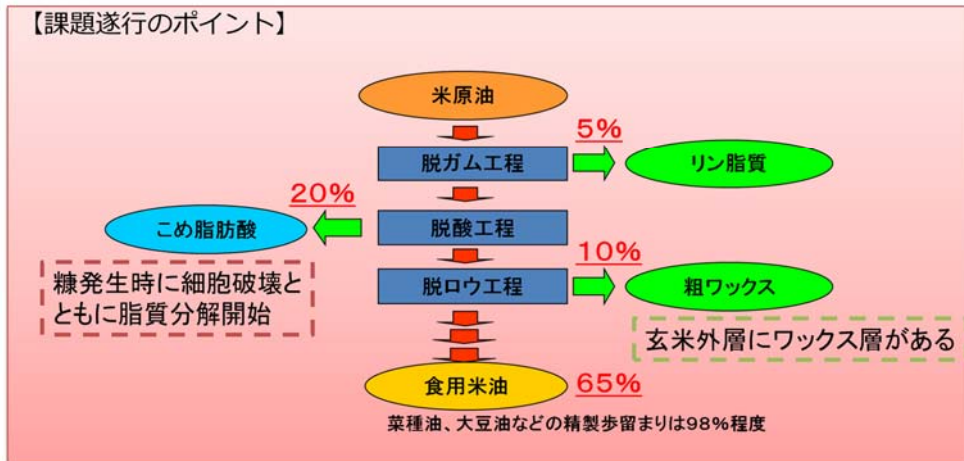 【課題遂行のポイント】
米原油
5%
脱ガム工程
リン脂質
20%
こめ脂肪酸
脱酸工程
10%
糠発生時に細胞破壊と
ともに脂質分解開始
脱ロウ工程
粗ワックス
玄米外層にワックス層がある
食用米油
65%
菜種油、大豆油などの精製歩留まりは98%程度